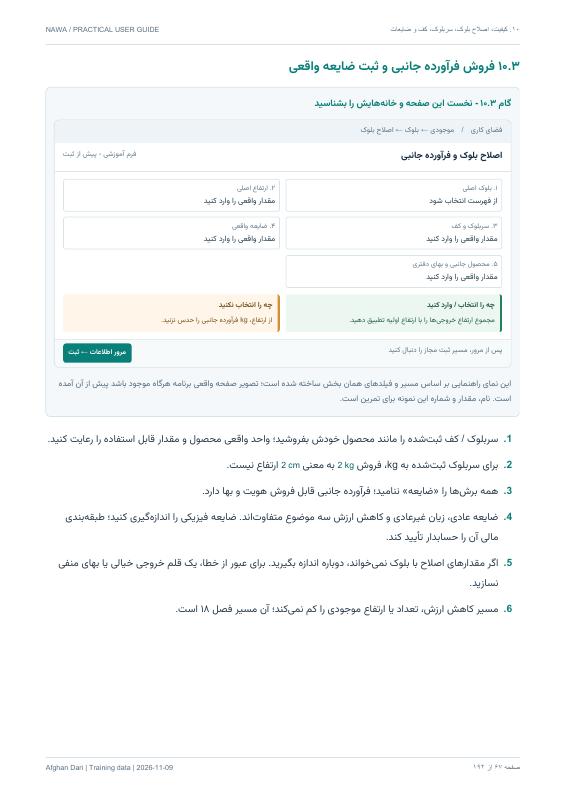 NAWA / PRACTICAL USER GUIDE
۱۰. کیفیت، اصلاح بلوک، سربلوک، کف و ضایعات
۱۰.۳ فروش فرآورده جانبی و ثبت ضایعه واقعی
گام ۱۰.۳ - نخست این صفحه و خانه‌هایش را بشناسید
فضای کاری / موجودی ← بلوک ← اصلاح بلوک
اصلاح بلوک و فرآورده جانبی
فرم آموزشی - پیش از ثبت
۱. بلوک اصلی
از فهرست انتخاب شود
۲. ارتفاع اصلی
مقدار واقعی را وارد کنید
۳. سربلوک و کف
مقدار واقعی را وارد کنید
۴. ضایعه واقعی
مقدار واقعی را وارد کنید
۵. محصول جانبی و بهای دفتری
مقدار واقعی را وارد کنید
چه را انتخاب / وارد کنید
مجموع ارتفاع خروجی‌ها را با ارتفاع اولیه تطبیق دهید.
چه را انتخاب نکنید
از ارتفاع، kg فرآورده جانبی را حدس نزنید.
پس از مرور، مسیر ثبت مجاز را دنبال کنید
مرور اطلاعات ← ثبت
این نمای راهنمایی بر اساس مسیر و فیلدهای همان بخش ساخته شده است؛ تصویر صفحه واقعی برنامه هرگاه موجود باشد پیش از آن آمده
است. نام، مقدار و شماره این نمونه برای تمرین است.
1. سربلوک / کف ثبت‌شده را مانند محصول خودش بفروشید؛ واحد واقعی محصول و مقدار قابل استفاده را رعایت کنید.
2. برای سربلوک ثبت‌شده به kg، فروش 2 kg به معنی 2 cm ارتفاع نیست.
3. همه برش‌ها را «ضایعه» ننامید؛ فرآورده جانبی قابل فروش هویت و بها دارد.
4. ضایعه عادی، زیان غیرعادی و کاهش ارزش سه موضوع متفاوت‌اند. ضایعه فیزیکی را اندازه‌گیری کنید؛ طبقه‌بندی
مالی آن را حسابدار تأیید کند.
5. اگر مقدارهای اصلاح با بلوک نمی‌خواند، دوباره اندازه بگیرید. برای عبور از خطا، یک قلم خروجی خیالی یا بهای منفی
نسازید.
6. مسیر کاهش ارزش، تعداد یا ارتفاع موجودی را کم نمی‌کند؛ آن مسیر فصل ۱۸ است.
Afghan Dari | Training data | 2026-11-09
صفحه ۶۷ از ۱۹۴